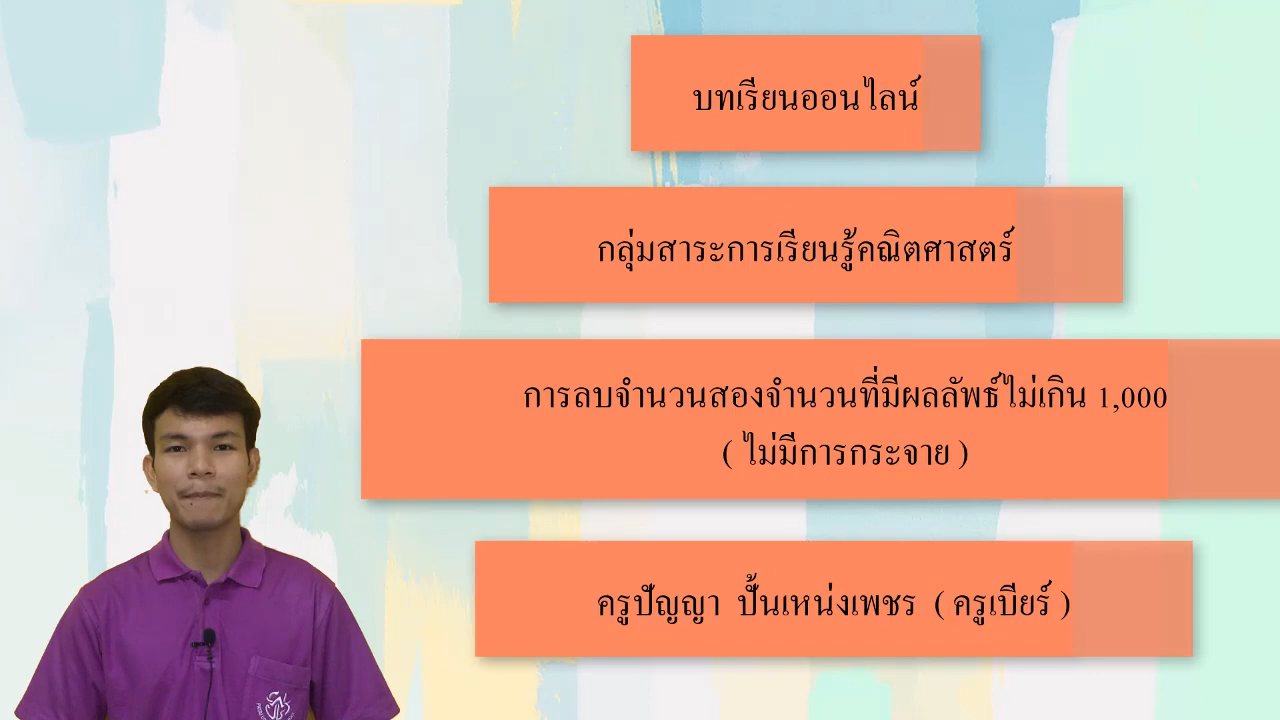 บทเรียนออนไลน์
กลุ่มสาระการเรียนรู้คณิตศาสตร์
การลบจำนวนสองจำนวนที่มีผลลัพธ์ไม่เกิน 1,000
( ไม่มีการกระจาย )
ครูปัญญา ปั้นเหน่งเพชร ( ครูเบียร์ )